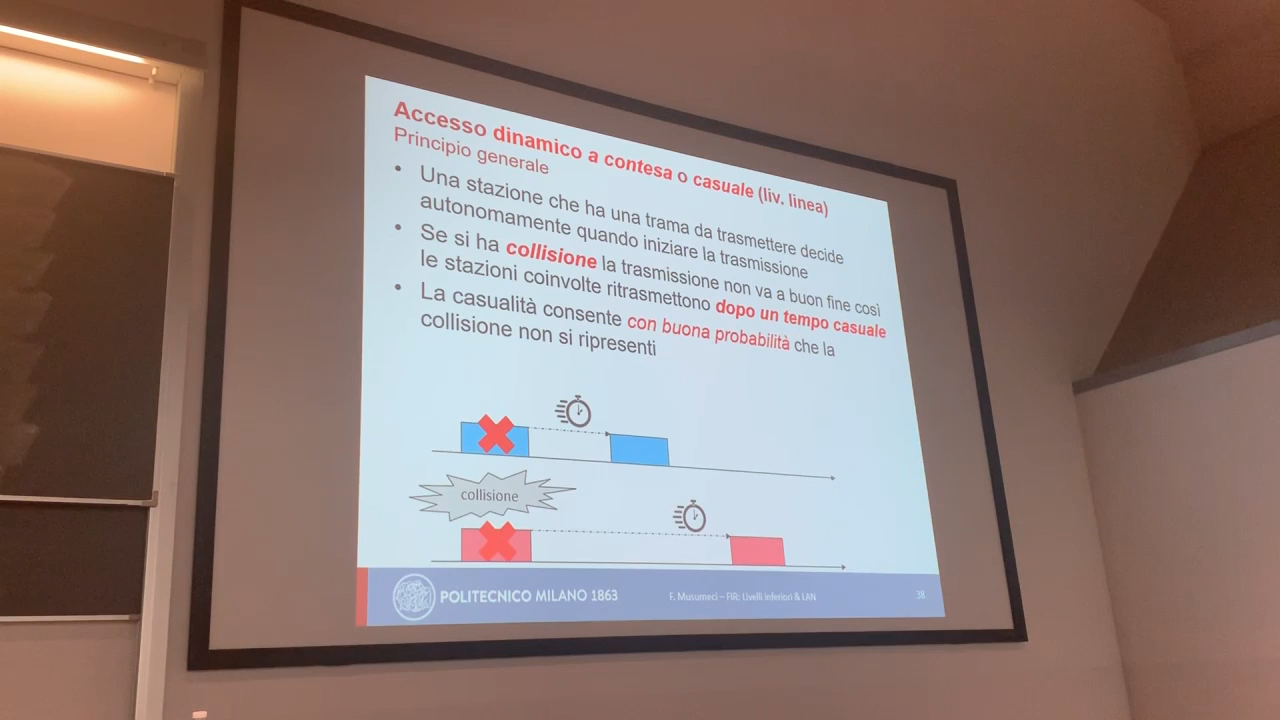 Accesso dinamico a contesa o casuale (liv. linea)
Principio generale
• Una stazione che ha una trama da trasmettere decide
autonomamente quando iniziare la trasmissione
• Se si ha collisione la trasmissione non va a buon fine così
le stazioni coinvolte ritrasmettono dopo un tempo casuale
• La casualità consente con buona probabilità che la
collisione non si ripresenti
collisione
POLITECNICO MILANO 1863
F. Musumeci – FIR: Livelli inferiori & LAN
38